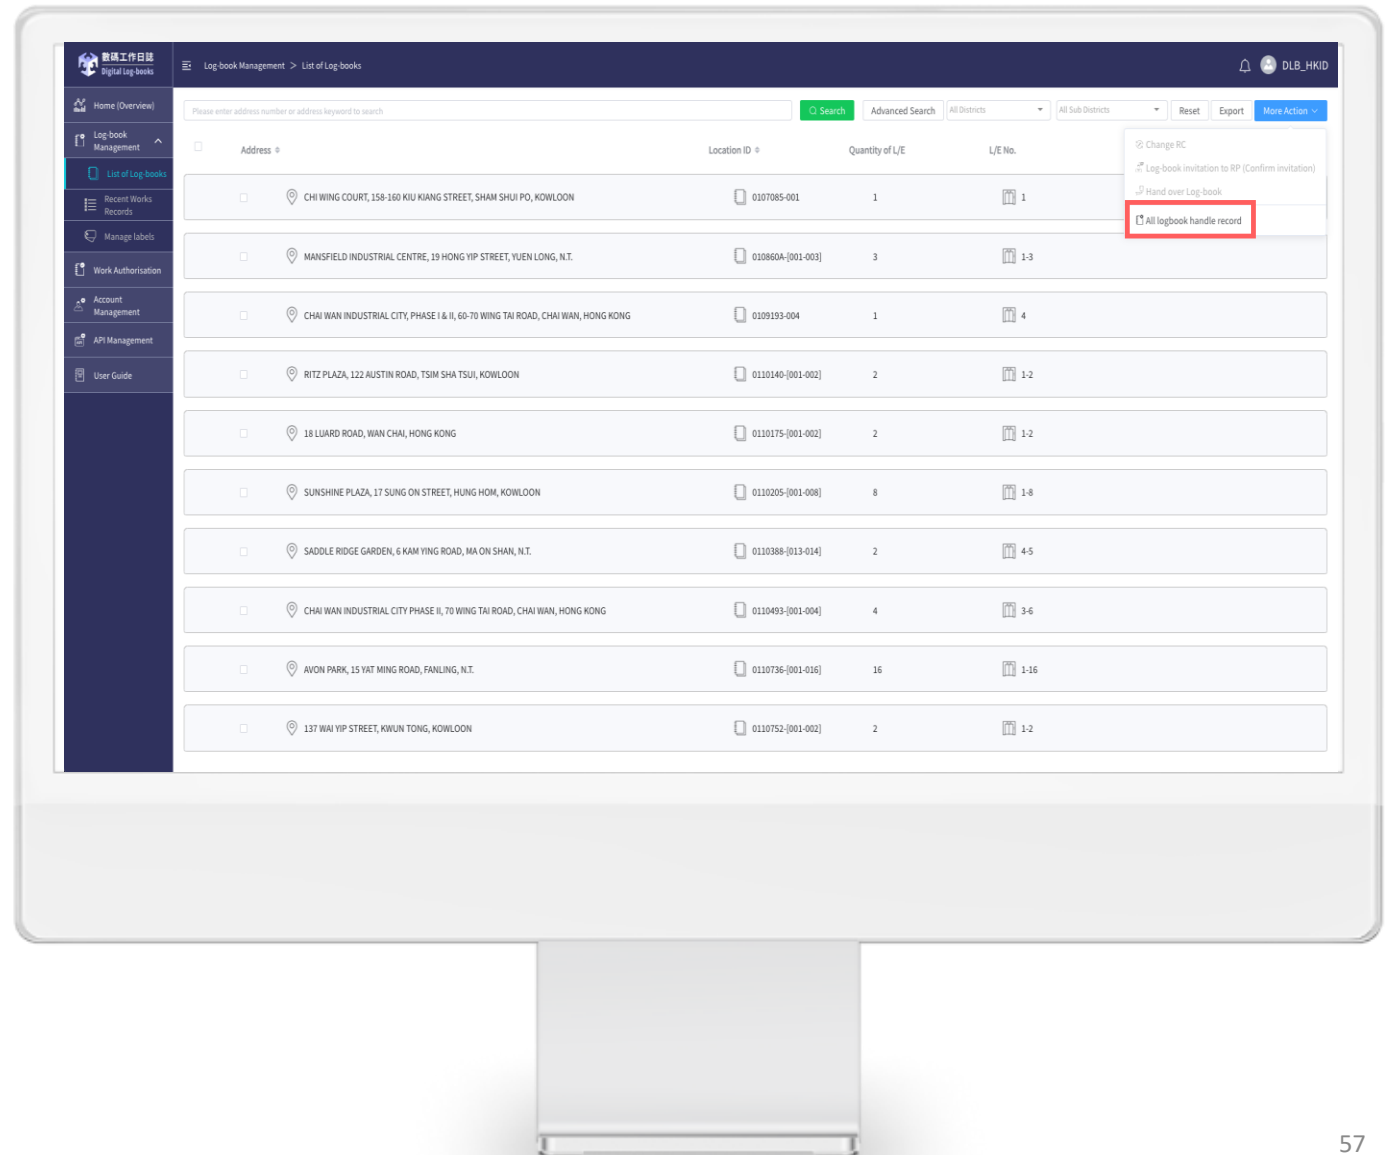 數碼工作日誌
Digital Log-books
Log-book Management > List of Log-books
DLB_HKID
Home (Overview)
Log-book
Management
List of Log-books
Recent Works
Records
Manage labels
Work Authorisation
Account
Management
API Management
User Guide
Please enter address number or address keyword to search
Search
Advanced Search
All Districts
All Sub Districts
Reset
Export
More Action
Change RC
Log-book invitation to RP (Confirm invitation)
Hand over Log-book
All logbook handle record
Address Location ID Quantity of L/E L/E No.
CHI WING COURT, 158-160 KIU KIANG STREET, SHAM SHUI PO, KOWLOON 0107085-001 1 1
MANSFIELD INDUSTRIAL CENTRE, 19 HONG YIP STREET, YUEN LONG, N.T. 010860A-[001-003] 3 1-3
CHAI WAN INDUSTRIAL CITY, PHASE I & II, 60-70 WING TAI ROAD, CHAI WAN, HONG KONG 0109193-004 1 4
RITZ PLAZA, 122 AUSTIN ROAD, TSIM SHA TSUI, KOWLOON 0110140-[001-002] 2 1-2
18 LUARD ROAD, WAN CHAI, HONG KONG 0110175-[001-002] 2 1-2
SUNSHINE PLAZA, 17 SUNG ON STREET, HUNG HOM, KOWLOON 0110205-[001-008] 8 1-8
SADDLE RIDGE GARDEN, 6 KAM YING ROAD, MA ON SHAN, N.T. 0110388-[013-014] 2 4-5
CHAI WAN INDUSTRIAL CITY PHASE II, 70 WING TAI ROAD, CHAI WAN, HONG KONG 0110493-[001-004] 4 3-6
AVON PARK, 15 YAT MING ROAD, FANLING, N.T. 0110736-[001-016] 16 1-16
137 WAI YIP STREET, KWUN TONG, KOWLOON 0110752-[001-002] 2 1-2
57